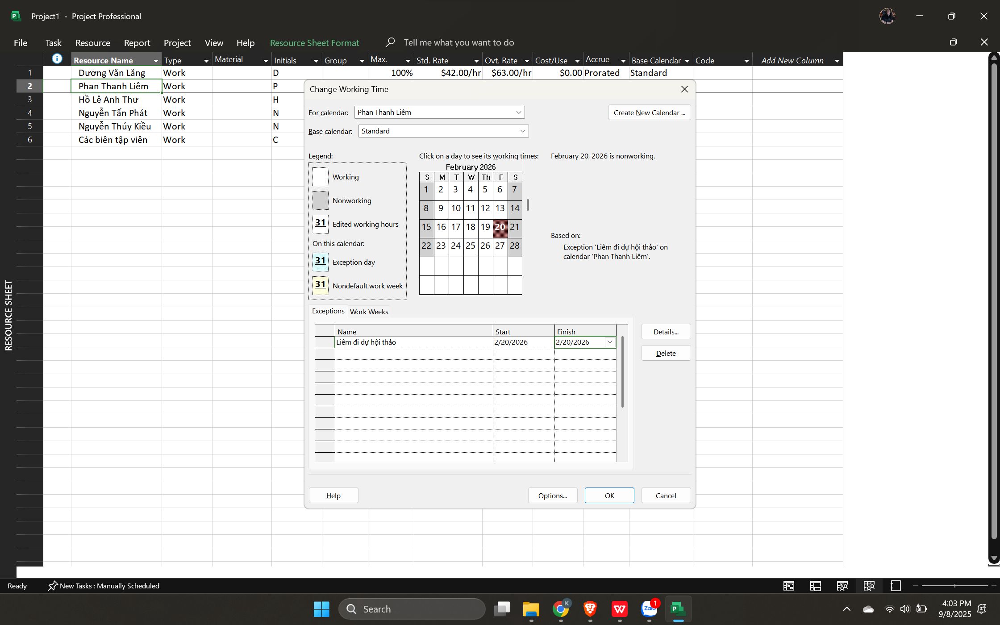 Project1 - Project Professional
File Task Resource Report Project View Help Resource Sheet Format Tell me what you want to do
Resource Name Type Material Initials Group Max. Std. Rate Ovt. Rate Cost/Use Accrue Base Calendar Code Add New Column
1 Dương Văn Lăng Work D 100% $42.00/hr $63.00/hr $0.00 Prorated Standard
2 Phan Thanh Liêm Work P
3 Hồ Lê Anh Thư Work H
4 Nguyễn Tấn Phát Work N
5 Nguyễn Thúy Kiều Work N
6 Các biên tập viên Work C
RESOURCE SHEET
Change Working Time
For calendar: Phan Thanh Liêm Create New Calendar ...
Base calendar: Standard
Legend:
Working
Nonworking
31 Edited working hours
On this calendar:
31 Exception day
31 Nondefault work week
Click on a day to see its working times:
February 2026
S M T W Th F S
1 2 3 4 5 6 7
8 9 10 11 12 13 14
15 16 17 18 19 20 21
22 23 24 25 26 27 28
February 20, 2026 is nonworking.
Based on:
Exception 'Liêm đi dự hội thảo' on
calendar 'Phan Thanh Liêm'.
Exceptions Work Weeks
Name Start Finish
Liêm đi dự hội thảo 2/20/2026 2/20/2026
Details...
Delete
Help Options... OK Cancel
Ready New Tasks : Manually Scheduled
Search
K
Zalo
1
4:03 PM
9/8/2025